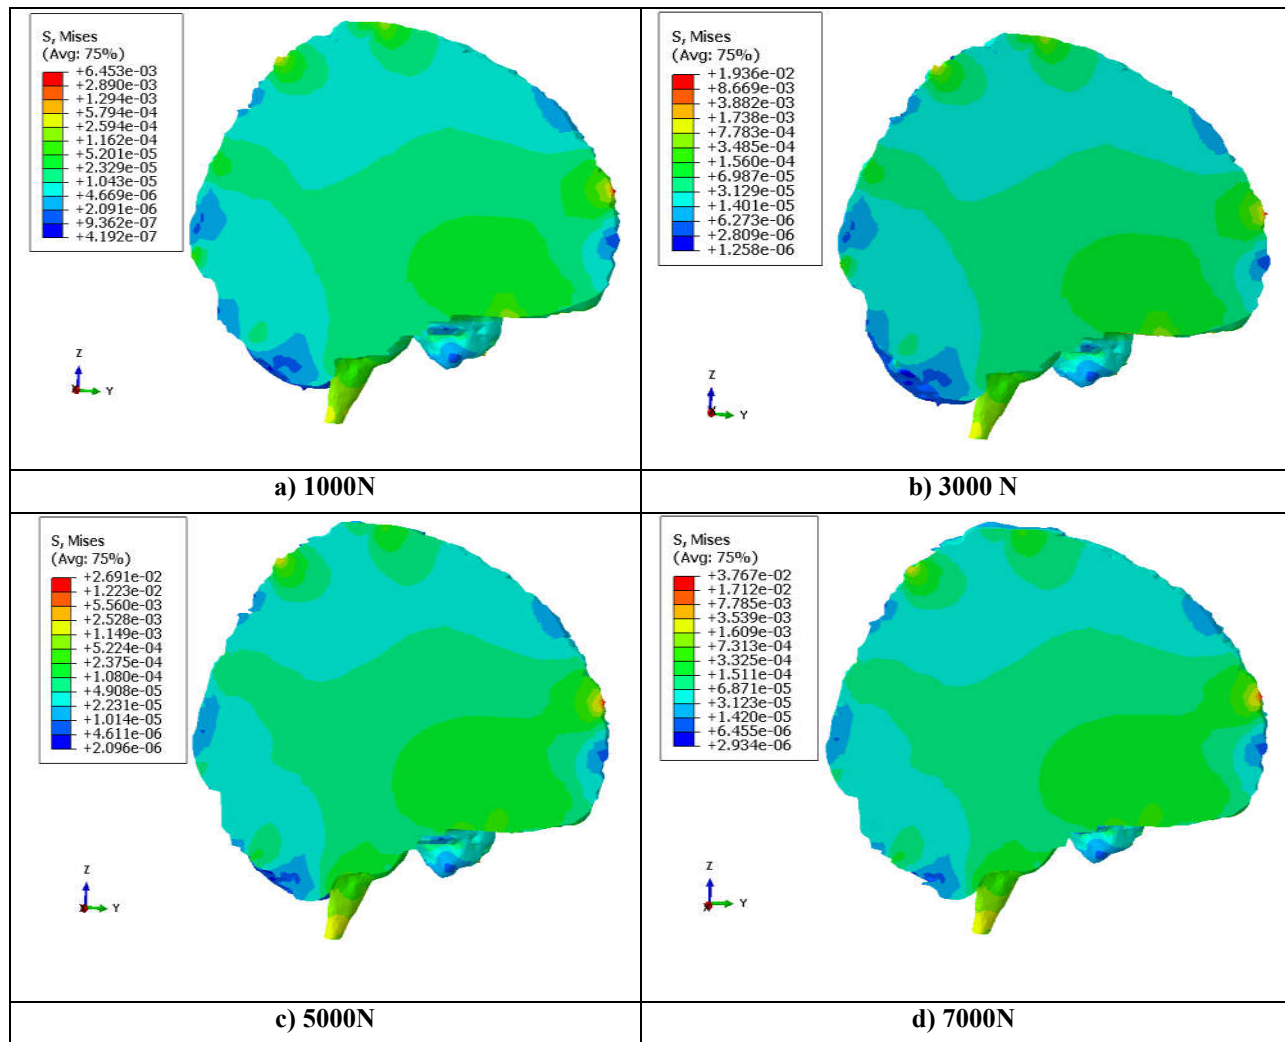 S, Mises
(Avg: 75%)
+6.453e-03
+2.890e-03
+1.294e-03
+5.794e-04
+2.594e-04
+1.162e-04
+5.201e-05
+2.329e-05
+1.043e-05
+4.669e-06
+2.091e-06
+9.362e-07
+4.192e-07
Z
X
Y
a) 1000N
S, Mises
(Avg: 75%)
+1.936e-02
+8.669e-03
+3.882e-03
+1.738e-03
+7.783e-04
+3.485e-04
+1.560e-04
+6.987e-05
+3.129e-05
+1.401e-05
+6.273e-06
+2.809e-06
+1.258e-06
Z
X
Y
b) 3000 N
S, Mises
(Avg: 75%)
+2.691e-02
+1.223e-02
+5.560e-03
+2.528e-03
+1.149e-03
+5.224e-04
+2.375e-04
+1.080e-04
+4.908e-05
+2.231e-05
+1.014e-05
+4.611e-06
+2.096e-06
Z
X
Y
c) 5000N
S, Mises
(Avg: 75%)
+3.767e-02
+1.712e-02
+7.785e-03
+3.539e-03
+1.609e-03
+7.313e-04
+3.325e-04
+1.511e-04
+6.871e-05
+3.123e-05
+1.420e-05
+6.455e-06
+2.934e-06
Z
X
Y
d) 7000N